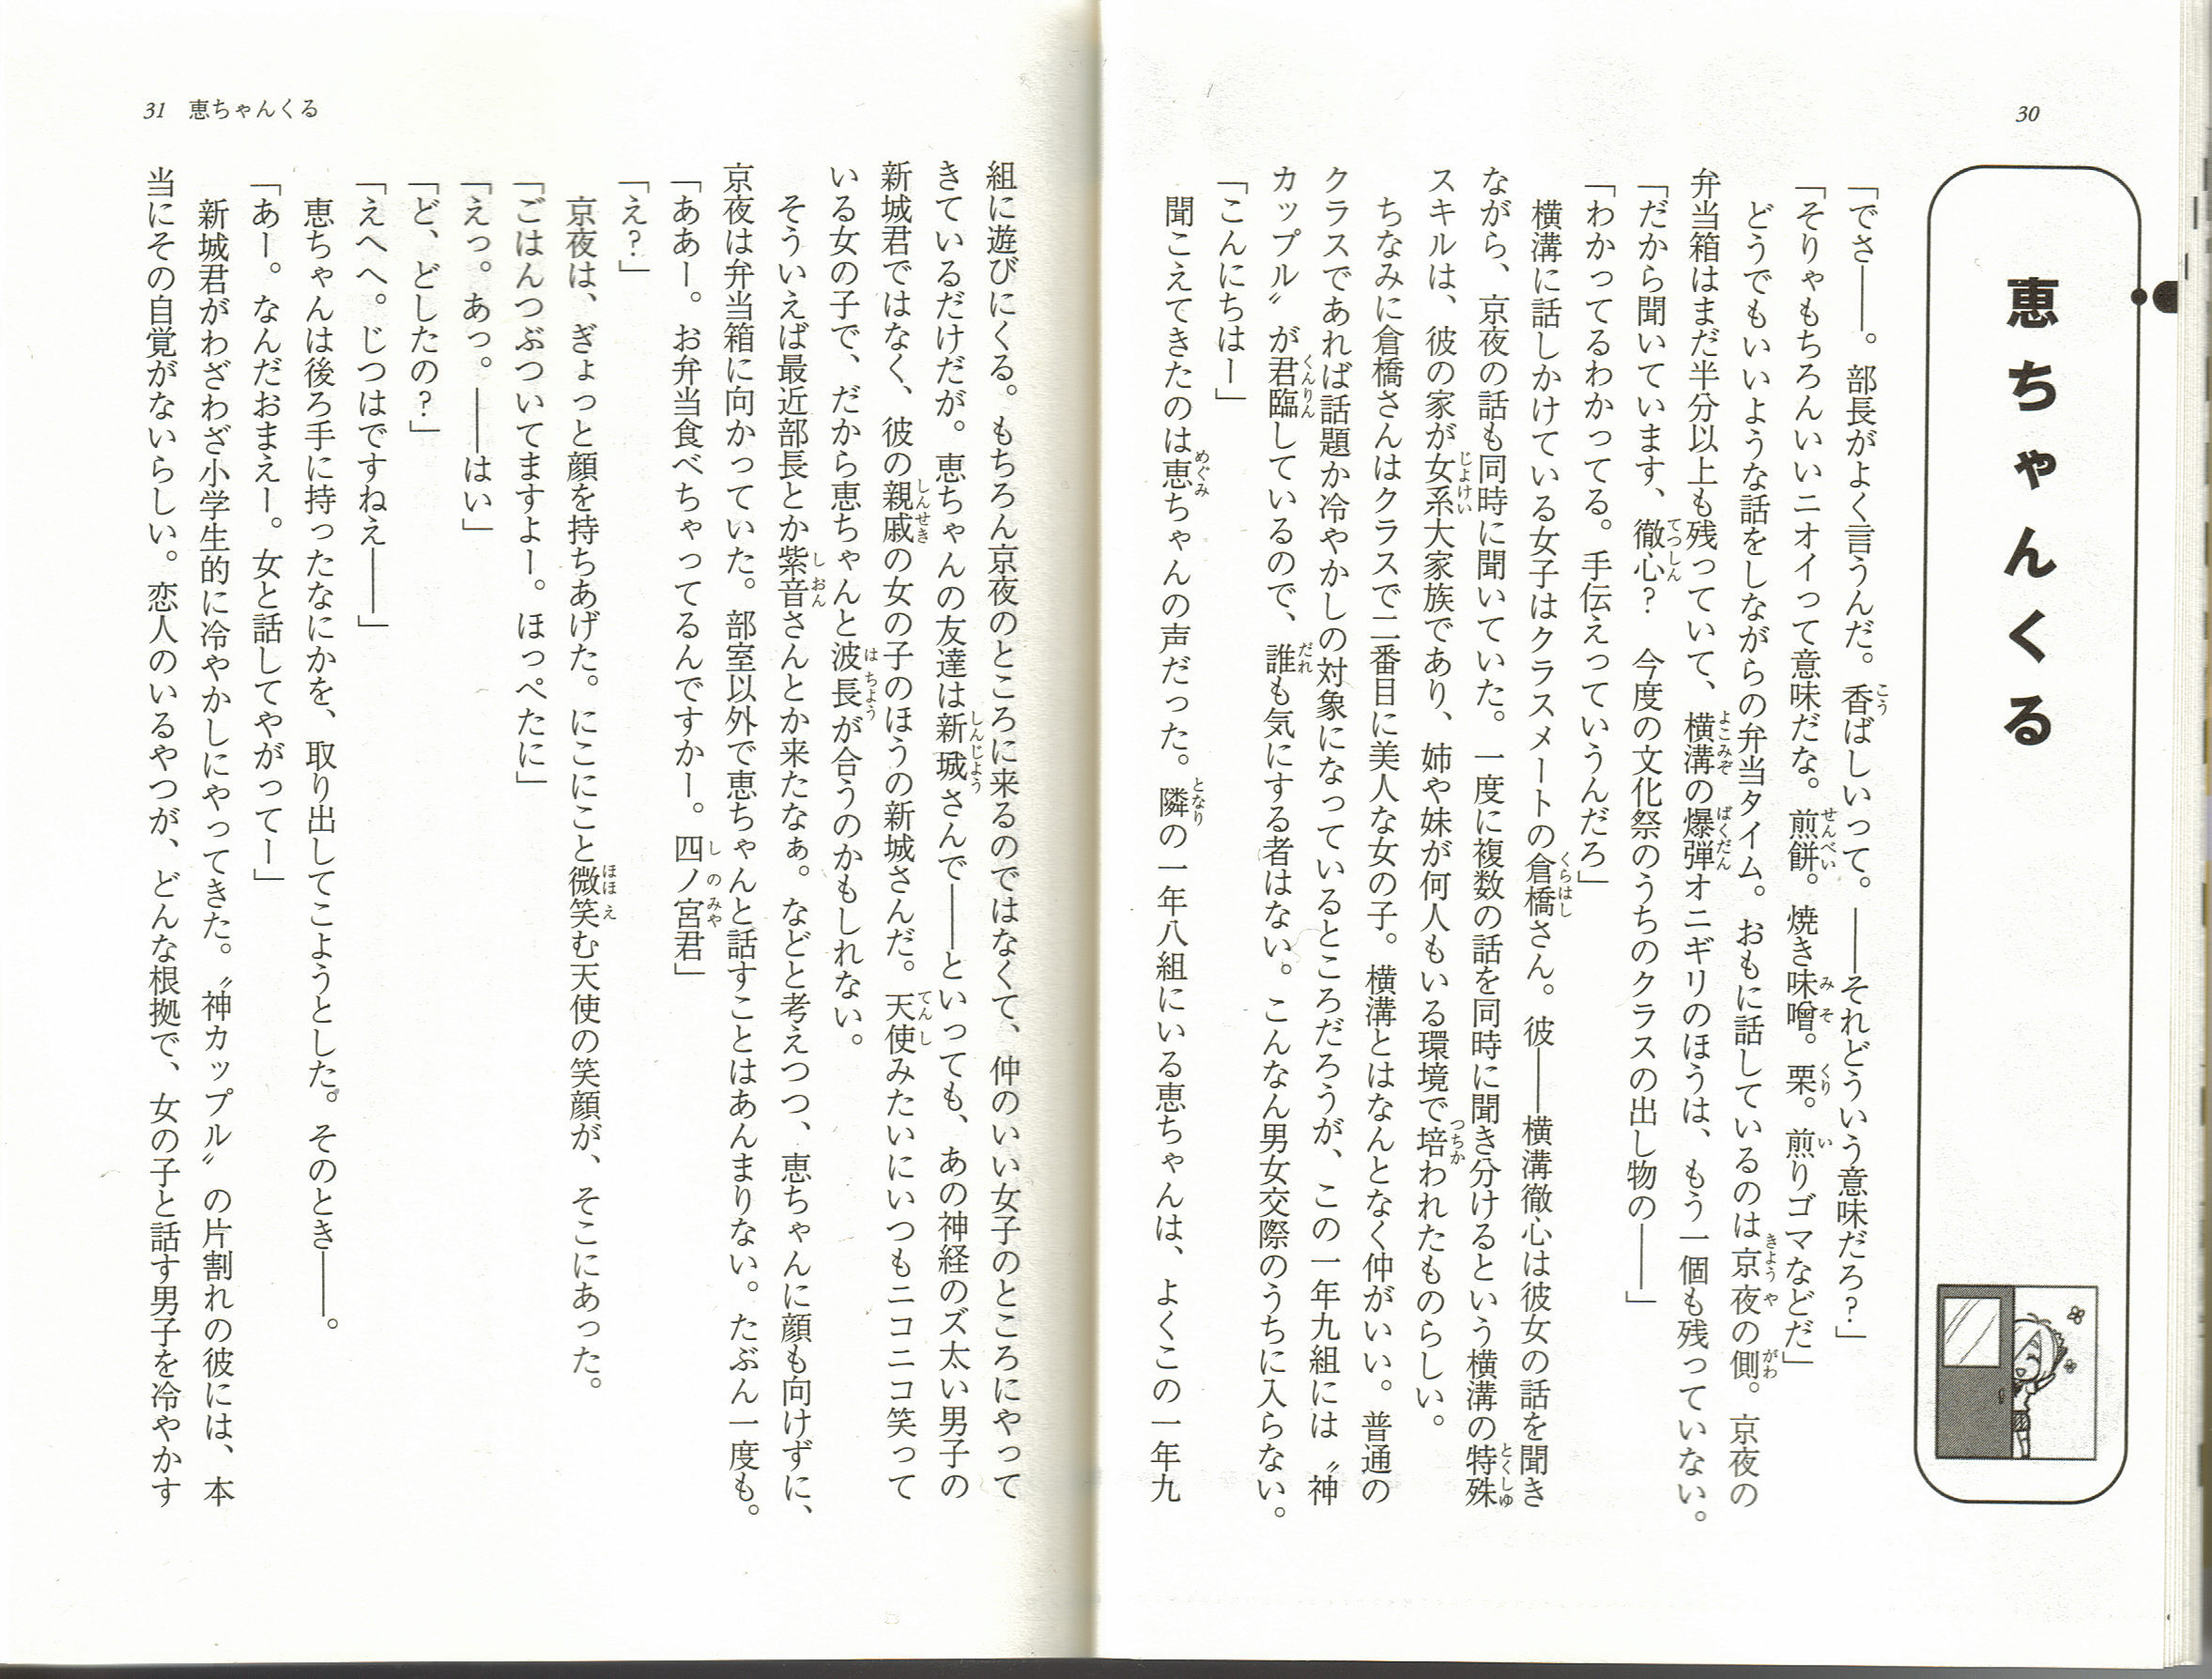 30
恵ちゃんくる
「でさ――。部長がよく言うんだ。香ばしいって。――それどういう意味だろ？」
「そりゃもちろんいいニオイって意味だな。煎餅。焼き味噌。栗。煎りゴマなどだ」
どうでもいいような話をしながらの弁当タイム。おもに話しているのは京夜の側。京夜の
弁当箱はまだ半分以上も残っていて、横溝の爆弾オニギリのほうは、もう一個も残っていない。
「だから聞いています、徹心？　今度の文化祭のうちのクラスの出し物の――」
「わかってるわかってる。手伝えっていうんだろ」
横溝に話しかけている女子はクラスメートの倉橋さん。彼――横溝徹心は彼女の話を聞き
ながら、京夜の話も同時に聞いていた。一度に複数の話を同時に聞き分けるという横溝の特殊
スキルは、彼の家が女系大家族であり、姉や妹が何人もいる環境で培われたものらしい。
ちなみに倉橋さんはクラスで二番目に美人な女の子。横溝とはなんとなく仲がいい。普通の
クラスであれば話題か冷やかしの対象になっているところだろうが、この一年九組には〝神
カップル〟が君臨しているので、誰も気にする者はない。こんなん男女交際のうちに入らない。
「こんにちはー」
聞こえてきたのは恵ちゃんの声だった。隣の一年八組にいる恵ちゃんは、よくこの一年九
31　恵ちゃんくる
組に遊びにくる。もちろん京夜のところに来るのではなくて、仲のいい女子のところにやって
きているだけだが。恵ちゃんの友達は新城さんで――といっても、あの神経のズ太い男子の
新城君ではなく、彼の親戚の女の子のほうの新城さんだ。天使みたいにいつもニコニコ笑って
いる女の子で、だから恵ちゃんと波長が合うのかもしれない。
そういえば最近部長とか紫音さんとか来たなぁ。などと考えつつ、恵ちゃんに顔も向けずに、
京夜は弁当箱に向かっていた。部室以外で恵ちゃんと話すことはあんまりない。たぶん一度も。
「ああー。お弁当食べちゃってるんですかー。四ノ宮君」
「え？」
京夜は、ぎょっと顔を持ちあげた。にこにこと微笑む天使の笑顔が、そこにあった。
「ごはんつぶついてますよー。ほっぺたに」
「えっ。あっ。――はい」
「ど、どしたの？」
「えへへ。じつはですねえ――」
恵ちゃんは後ろ手に持ったなにかを、取り出してこようとした。そのとき――。
「あー。なんだおまえー。女と話してやがってー」
新城君がわざわざ小学生的に冷やかしにやってきた。〝神カップル〟の片割れの彼には、本
当にその自覚がないらしい。恋人のいるやつが、どんな根拠で、女の子と話す男子を冷やかす